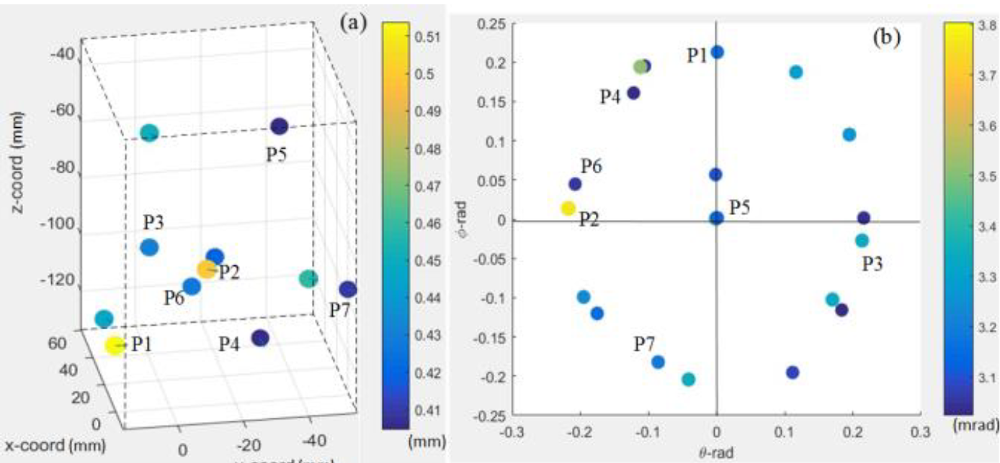 (a)
-40
-60
-80
-100
-120
z-coord (mm)
P5
P3
P2
P6
P7
P1
P4
60
40
20
0
x-coord (mm)
0
-20
-40
0.51
0.5
0.49
0.48
0.47
0.46
0.45
0.44
0.43
0.42
0.41
(mm)
(b)
0.25
0.2
0.15
0.1
0.05
0
-0.05
-0.1
-0.15
-0.2
-0.25
ϕ-rad
P1
P4
P6
P5
P2
P3
P7
-0.3
-0.2
-0.1
0
0.1
0.2
0.3
θ-rad
3.8
3.7
3.6
3.5
3.4
3.3
3.2
3.1
(mrad)